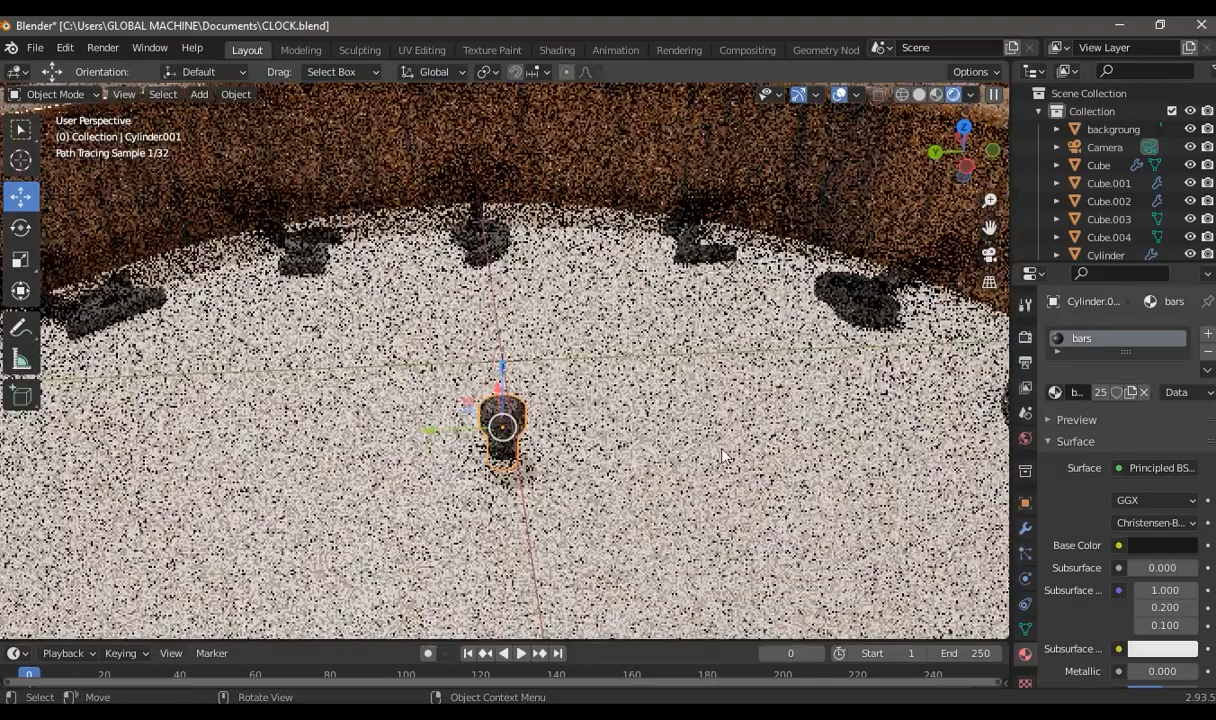 Blender* [C:\Users\GLOBAL MACHINE\Documents\CLOCK.blend]
File Edit Render Window Help Layout Modeling Sculpting UV Editing Texture Paint Shading Animation Rendering Compositing Geometry Nod Scene View Layer
Orientation: Default Drag: Select Box Global Options
Object Mode View Select Add Object
User Perspective
(0) Collection | Cylinder.001
Path Tracing Sample 1/32
Z
Y
Scene Collection
Collection
backgroung
Camera
Cube
Cube.001
Cube.002
Cube.003
Cube.004
Cylinder
Cylinder.0... bars
bars
b... 25 Data
Preview
Surface
Surface Principled BS...
GGX
Christensen-B...
Base Color
Subsurface 0.000
Subsurface ... 1.000
0.200
0.100
Subsurface ...
Metallic 0.000
Playback Keying View Marker 0 Start 1 End 250
0 20 40 60 80 100 120 140 160 180 200 220 240
Select Move Rotate View Object Context Menu 2.93.5